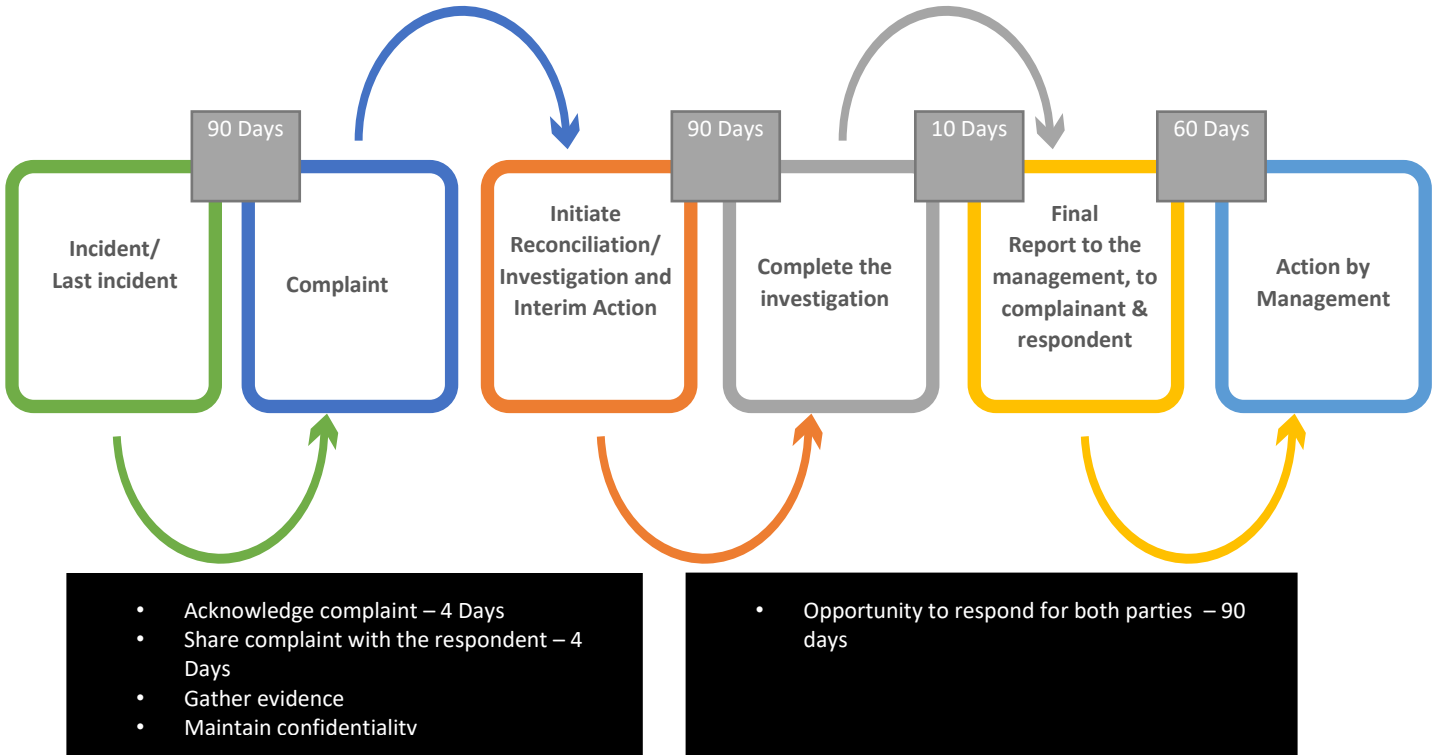 90 Days
90 Days
10 Days
60 Days
Incident/
Last incident
Complaint
Initiate
Reconciliation/
Investigation and
Interim Action
Complete the
investigation
Final
Report to the
management, to
complainant &
respondent
Action by
Management
• Acknowledge complaint – 4 Days
• Share complaint with the respondent – 4
Days
• Gather evidence
• Maintain confidentiality
• Opportunity to respond for both parties – 90
days